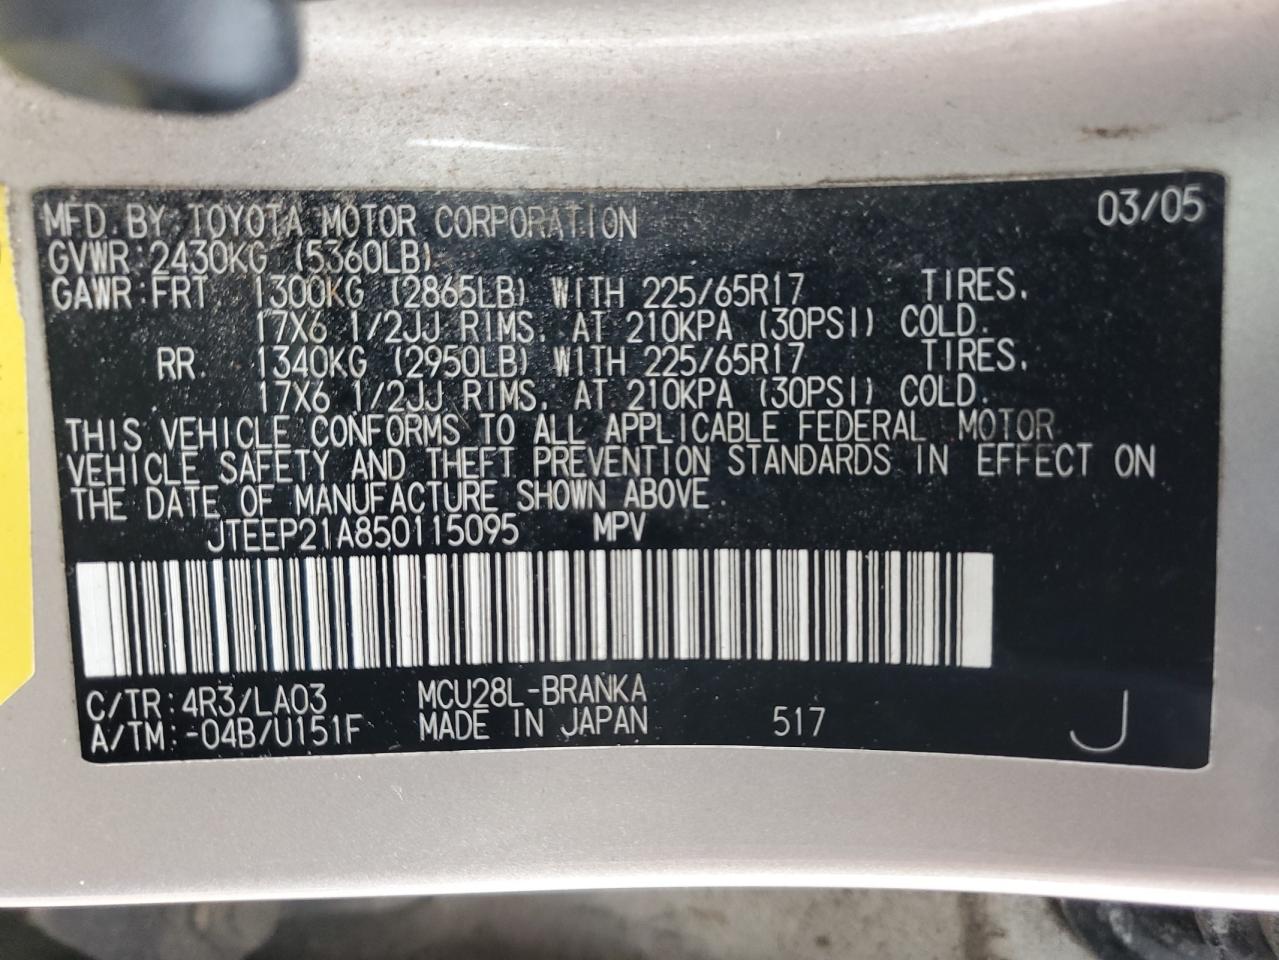 MFD. BY TOYOTA MOTOR CORPORATION 03/05
GVWR:2430KG (5360LB)
GAWR:FRT 1300KG (2865LB) WITH 225/65R17 TIRES.
17X6 1/2JJ RIMS. AT 210KPA (30PSI) COLD.
RR. 1340KG (2950LB) WITH 225/65R17 TIRES.
17X6 1/2JJ RIMS. AT 210KPA (30PSI) COLD.
THIS VEHICLE CONFORMS TO ALL APPLICABLE FEDERAL MOTOR
VEHICLE SAFETY AND THEFT PREVENTION STANDARDS IN EFFECT ON
THE DATE OF MANUFACTURE SHOWN ABOVE.
JTEEP21A850115095 MPV
C/TR:4R3/LA03 MCU28L-BRANKA
A/TM:-04B/U151F MADE IN JAPAN 517 J